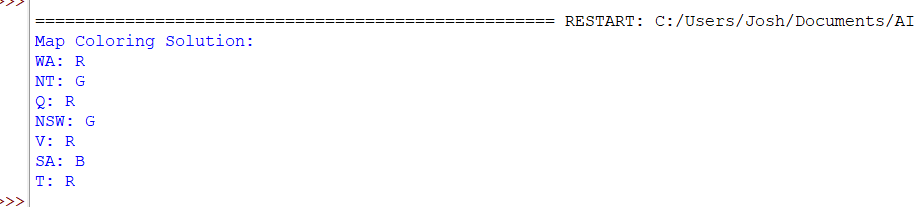 >>>
==================================================== RESTART: C:/Users/Josh/Documents/AI
Map Coloring Solution:
WA: R
NT: G
Q: R
NSW: G
V: R
SA: B
T: R
>>>